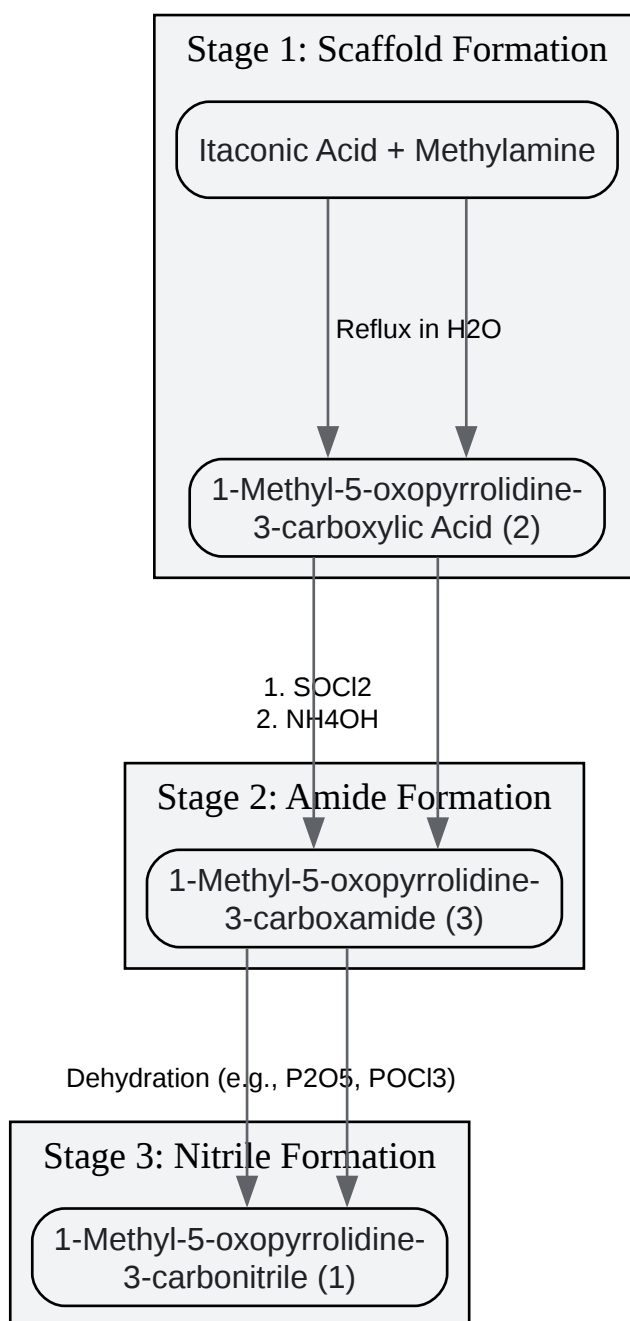 Stage 1: Scaffold Formation
Itaconic Acid + Methylamine
Reflux in H2O
1-Methyl-5-oxopyrrolidine-
3-carboxylic Acid (2)
1. SOCl2
2. NH4OH
Stage 2: Amide Formation
1-Methyl-5-oxopyrrolidine-
3-carboxamide (3)
Dehydration (e.g., P2O5, POCl3)
Stage 3: Nitrile Formation
1-Methyl-5-oxopyrrolidine-
3-carbonitrile (1)